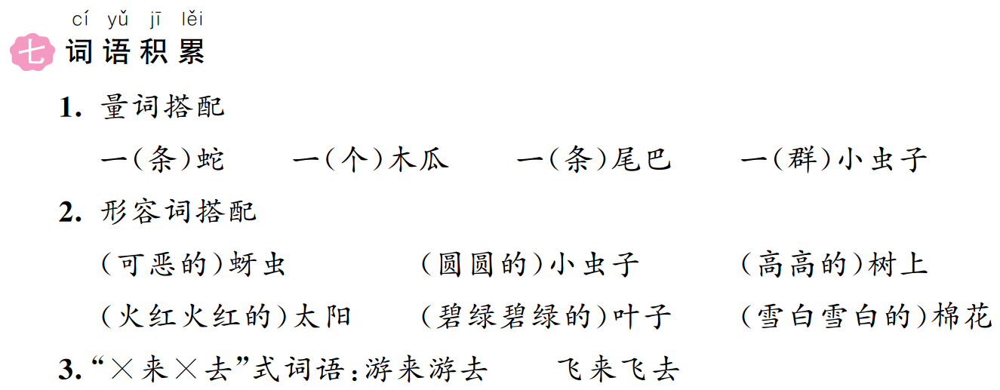 cí yǔ jī lěi
七 词语积累
1. 量词搭配
一(条)蛇 一(个)木瓜 一(条)尾巴 一(群)小虫子
2. 形容词搭配
(可恶的)蚜虫 (圆圆的)小虫子 (高高的)树上
(火红火红的)太阳 (碧绿碧绿的)叶子 (雪白雪白的)棉花
3. “×来×去”式词语:游来游去 飞来飞去